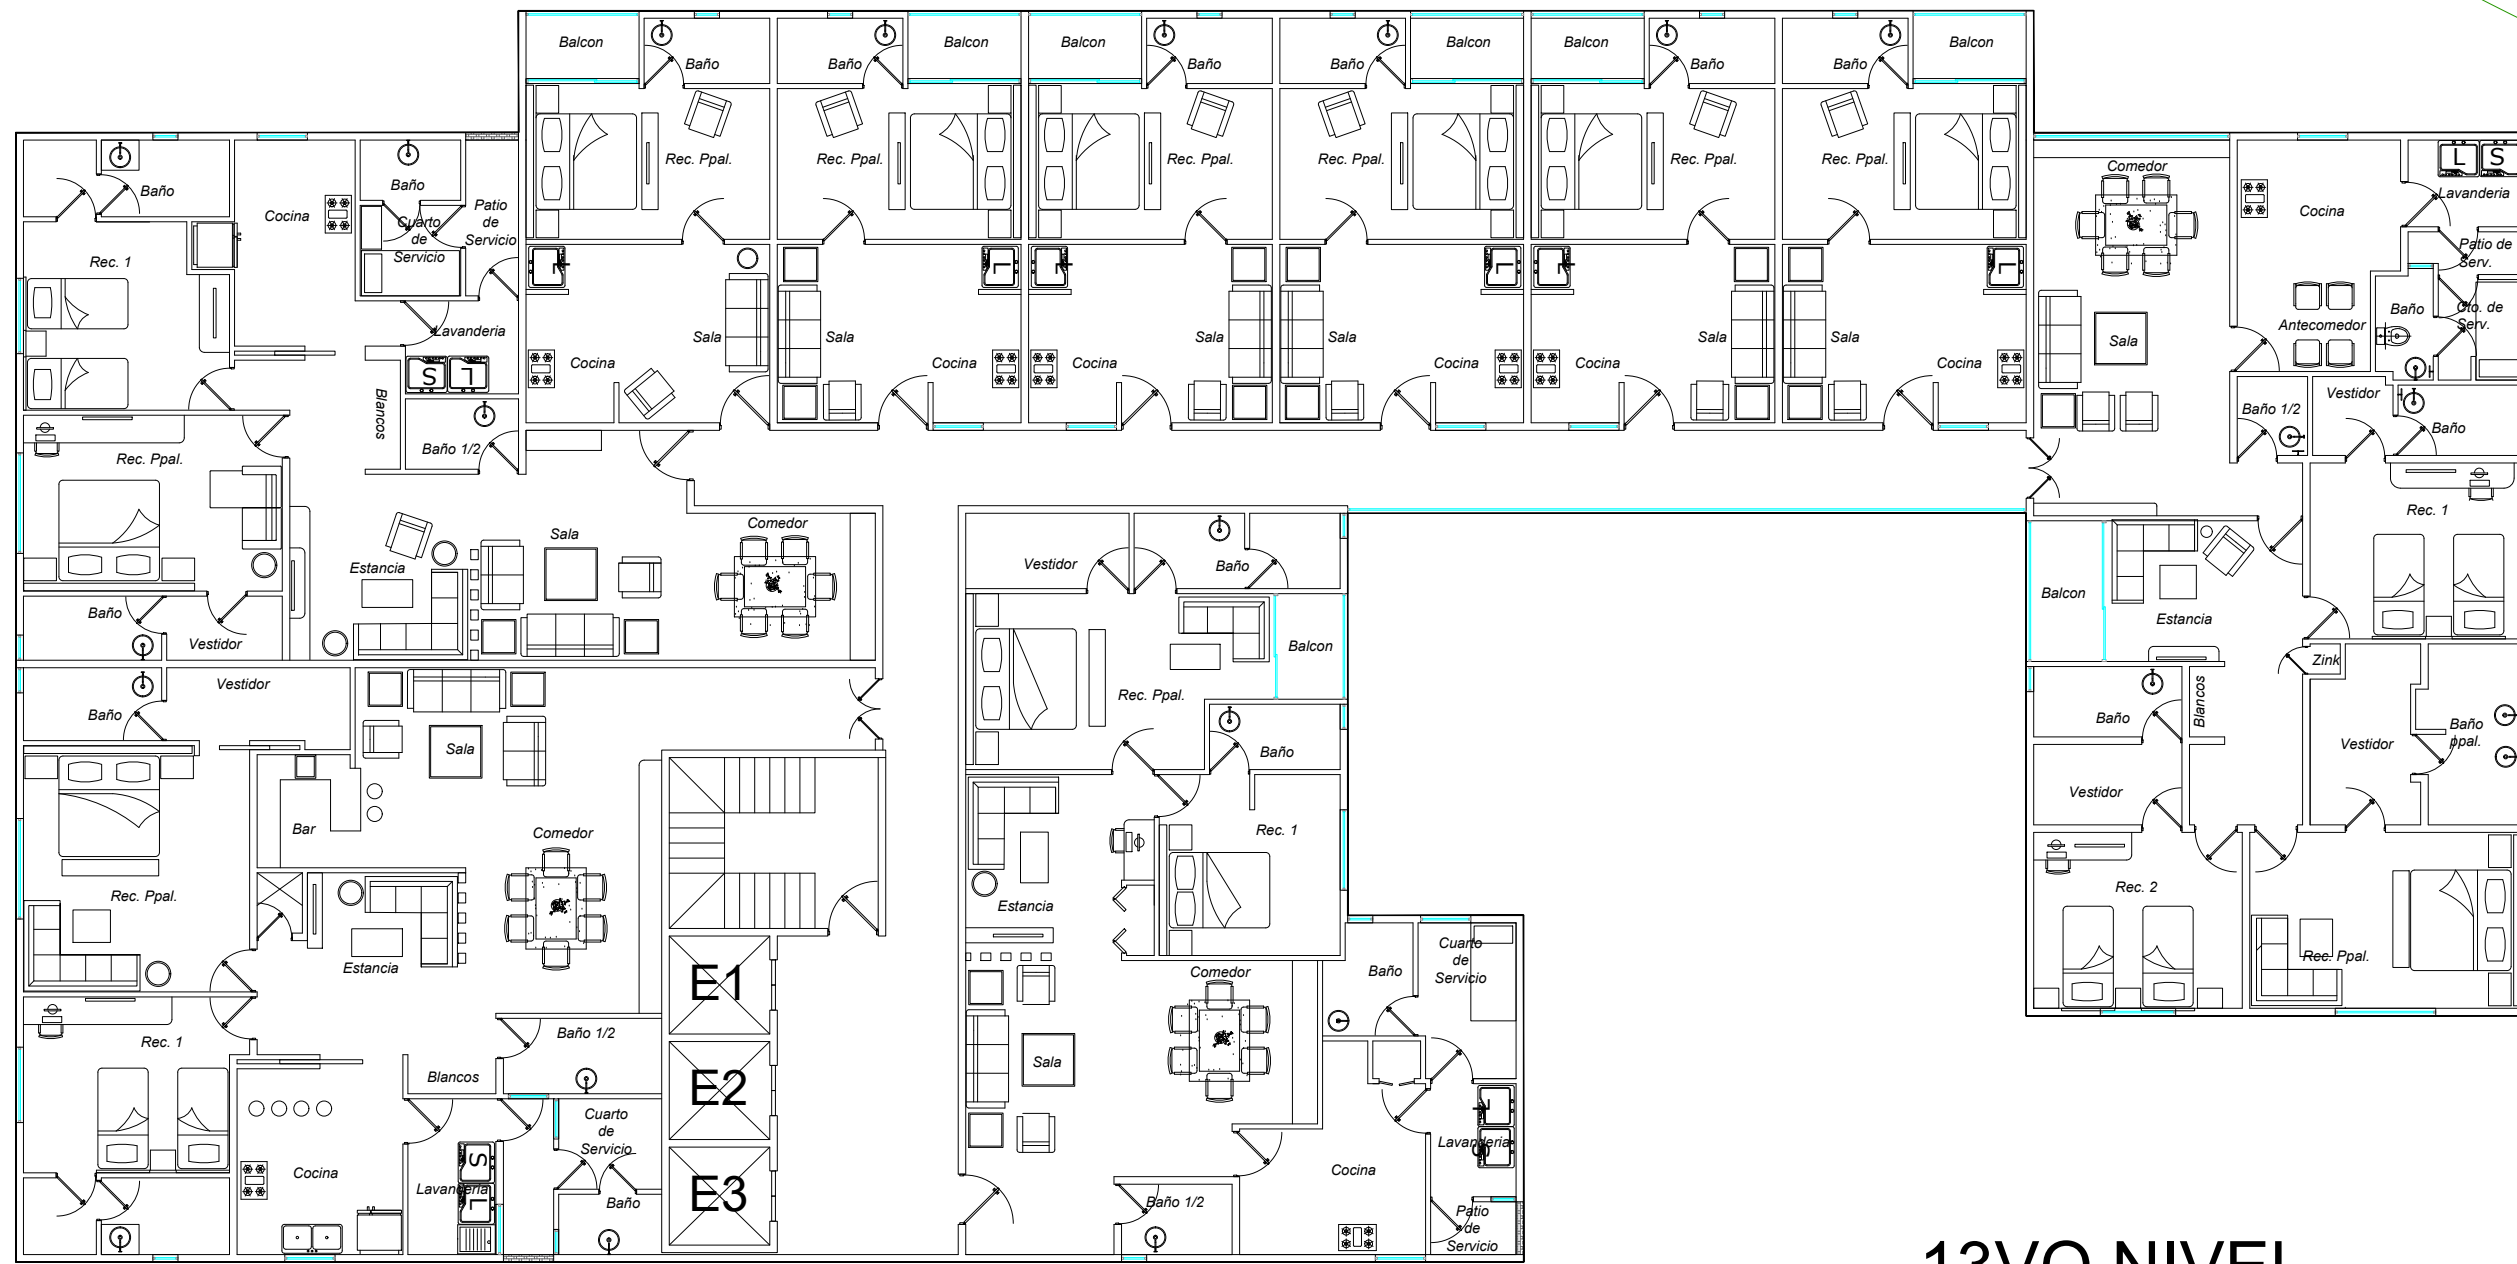 Balcon
Baño
Baño
Balcon
Balcon
Baño
Baño
Balcon
Balcon
Baño
Baño
Balcon
Rec. Ppal.
Rec. Ppal.
Rec. Ppal.
Rec. Ppal.
Rec. Ppal.
Rec. Ppal.
Comedor
L S
Baño
Cocina
Baño
Cuarto
de
Servicio
Patio
de
Servicio
Cocina
Lavanderia
Rec. 1
Patio de
Serv.
L
L
L
L
L
L
Lavanderia
Sala
Sala
Sala
Sala
Sala
Sala
Sala
Antecomedor
Baño
Cto. de
Serv.
Cocina
Cocina
Cocina
Cocina
Cocina
Cocina
S L
Blancos
Vestidor
Baño 1/2
Baño
Baño 1/2
Rec. Ppal.
Rec. 1
Comedor
Sala
Estancia
Vestidor
Baño
Balcon
Estancia
Baño
Vestidor
Balcon
Zink
Vestidor
Rec. Ppal.
Blancos
Baño
Baño
Baño
ppal.
Sala
Baño
Vestidor
Vestidor
Bar
Comedor
Rec. 1
Rec. 2
Rec. Ppal.
Estancia
Estancia
Rec. Ppal.
E1
Comedor
Baño
Cuarto
de
Servicio
Rec. 1
Baño 1/2
Sala
Blancos
E2
Cuarto
de
Servicio
L
S
Lavanderia
Cocina
S
L
Lavanderia
Baño
E3
Cocina
Baño 1/2
Patio
de
Servicio
13VO NIVEL